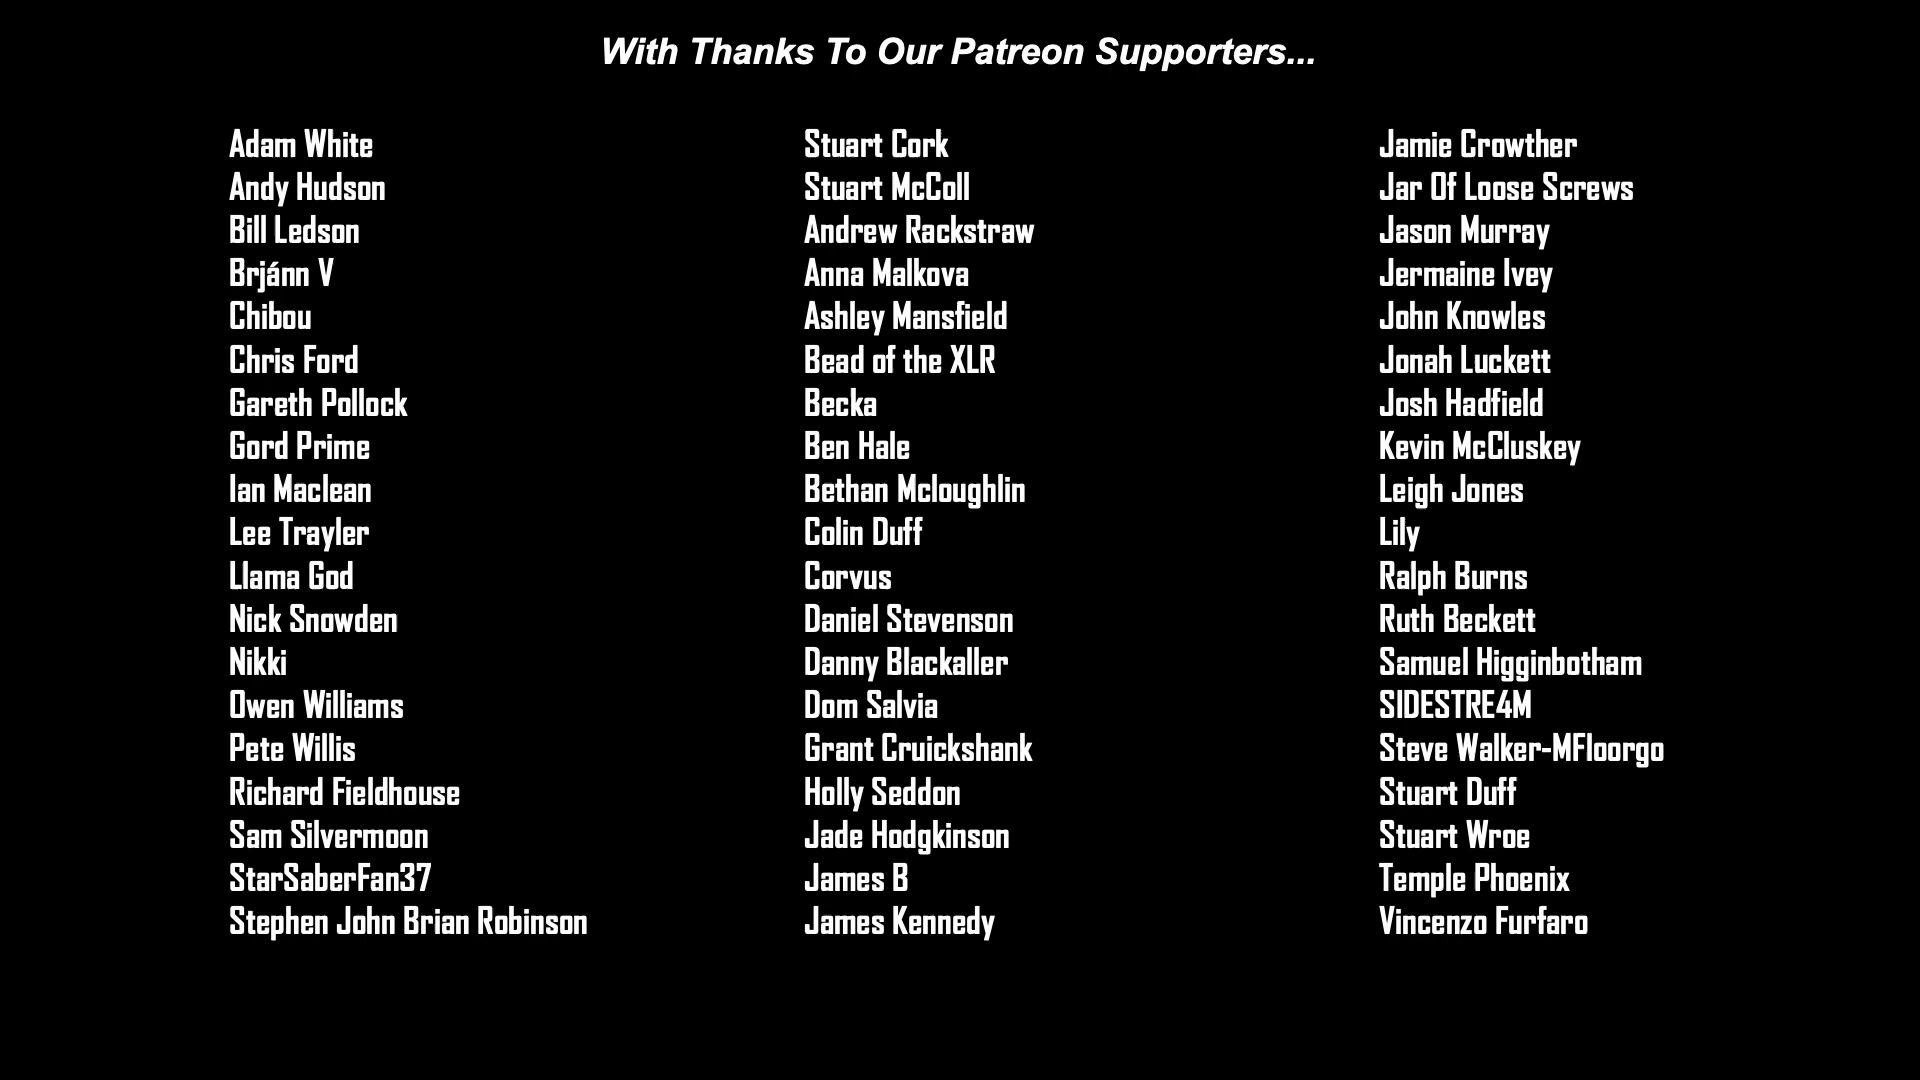 With Thanks To Our Patreon Supporters...
Adam White
Andy Hudson
Bill Ledson
Brjánn V
Chibou
Chris Ford
Gareth Pollock
Gord Prime
Ian Maclean
Lee Trayler
Llama God
Nick Snowden
Nikki
Owen Williams
Pete Willis
Richard Fieldhouse
Sam Silvermoon
StarSaberFan37
Stephen John Brian Robinson
Stuart Cork
Stuart McColl
Andrew Rackstraw
Anna Malkova
Ashley Mansfield
Bead of the XLR
Becka
Ben Hale
Bethan Mcloughlin
Colin Duff
Corvus
Daniel Stevenson
Danny Blackaller
Dom Salvia
Grant Cruickshank
Holly Seddon
Jade Hodgkinson
James B
James Kennedy
Jamie Crowther
Jar Of Loose Screws
Jason Murray
Jermaine Ivey
John Knowles
Jonah Luckett
Josh Hadfield
Kevin McCluskey
Leigh Jones
Lily
Ralph Burns
Ruth Beckett
Samuel Higginbotham
SIDESTRE4M
Steve Walker-MFloorgo
Stuart Duff
Stuart Wroe
Temple Phoenix
Vincenzo Furfaro